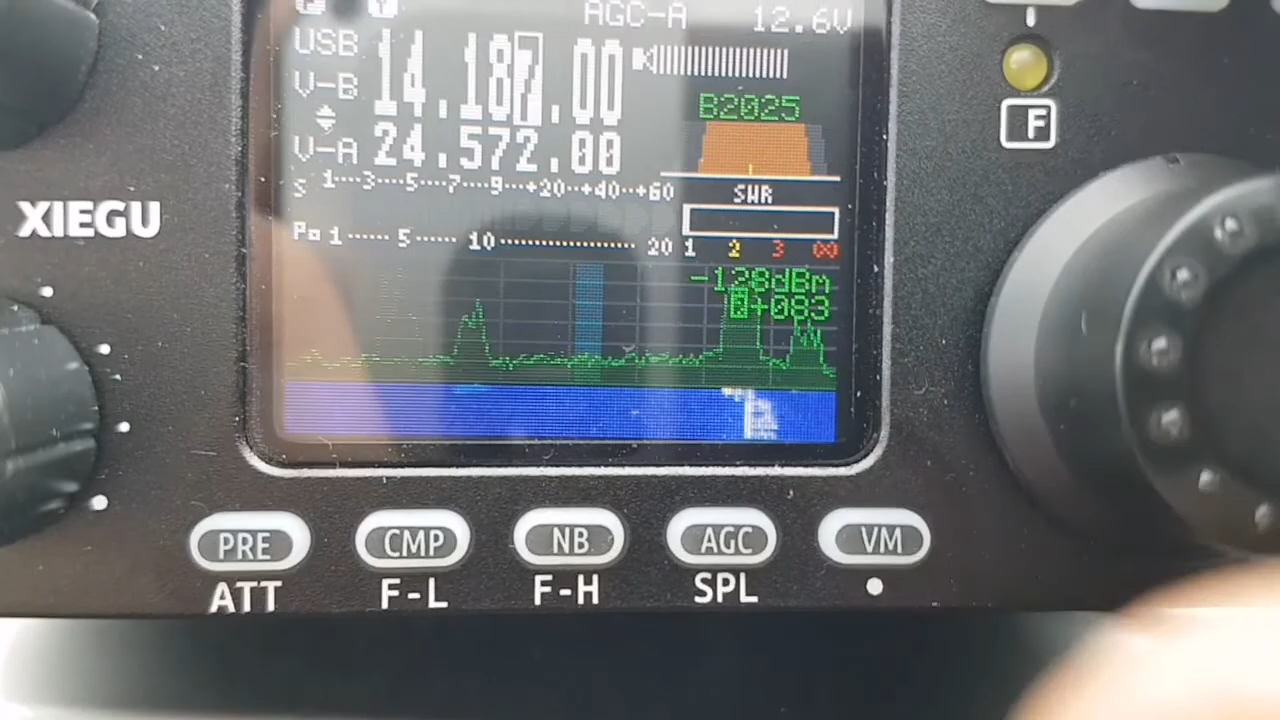 AGC-A 12.6V
USB 14.180.00
V-B
B2025
V-A 24.572.00
S 1---3----5----7----9---+20--+40--+60
SWR
Po 1 ----- 5 ----- 10 20
1 2 3 ∞
-128dBm
0+083
XIEGU
F
PRE CMP NB AGC VM
ATT F-L F-H SPL